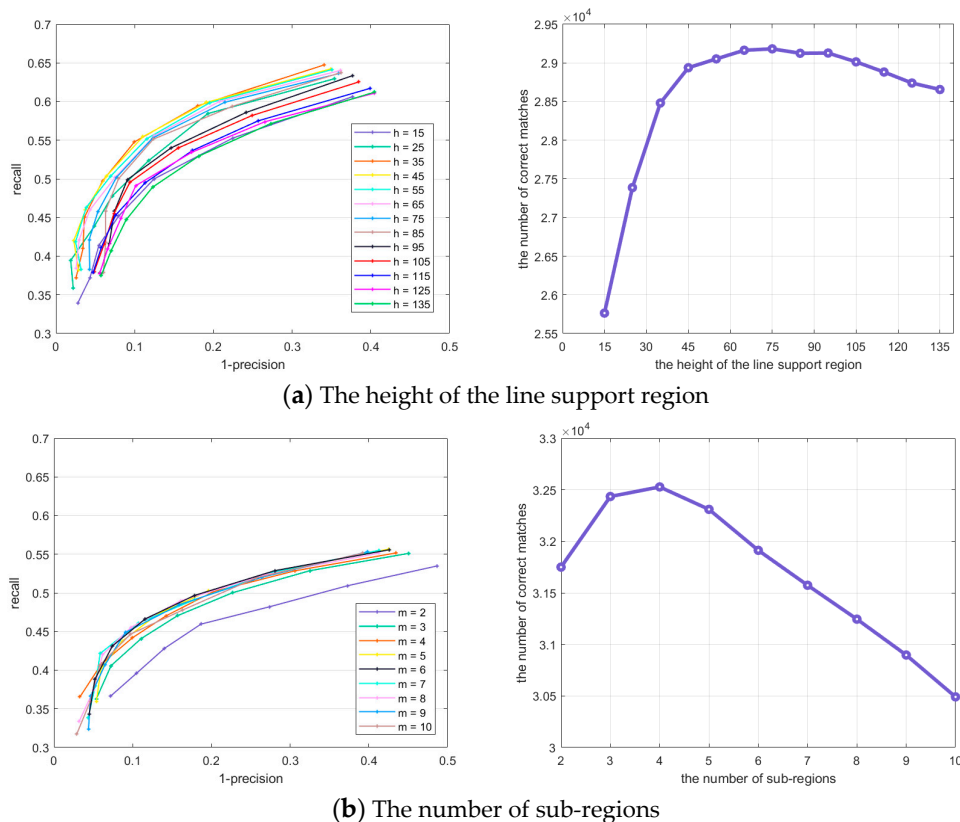 ×10⁴
0.7
0.65
0.6
0.55
0.5
0.45
0.4
0.35
0.3
recall
0 0.1 0.2 0.3 0.4 0.5
1-precision
h = 15
h = 25
h = 35
h = 45
h = 55
h = 65
h = 75
h = 85
h = 95
h = 105
h = 115
h = 125
h = 135
2.95
2.9
2.85
2.8
2.75
2.7
2.65
2.6
2.55
the number of correct matches
0 15 30 45 60 75 90 105 120 135
the height of the line support region
(a) The height of the line support region
0.7
0.65
0.6
0.55
0.5
0.45
0.4
0.35
0.3
recall
0 0.1 0.2 0.3 0.4 0.5
1-precision
m = 2
m = 3
m = 4
m = 5
m = 6
m = 7
m = 8
m = 9
m = 10
×10⁴
3.3
3.25
3.2
3.15
3.1
3.05
3
the number of correct matches
2 3 4 5 6 7 8 9 10
the number of sub-regions
(b) The number of sub-regions